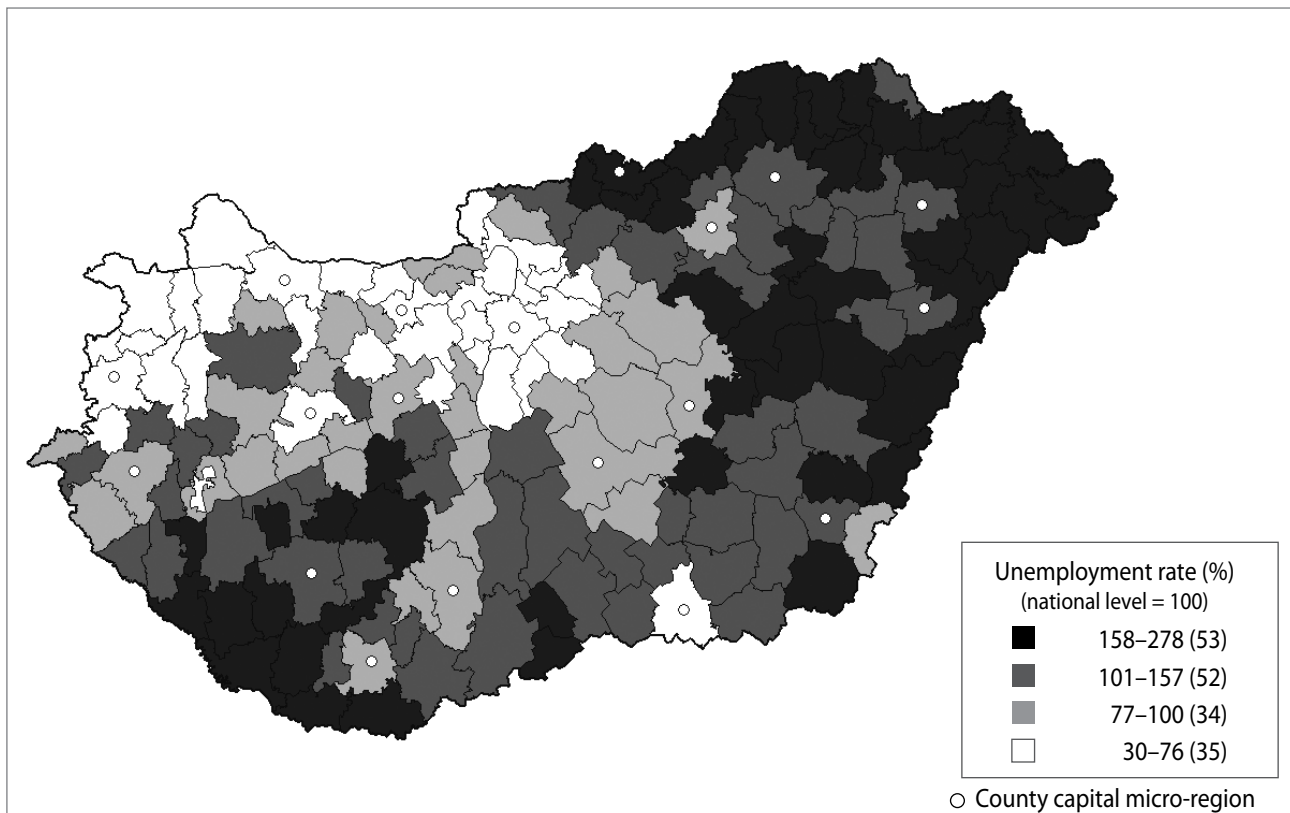 Unemployment rate (%)
(national level = 100)
158–278 (53)
101–157 (52)
77–100 (34)
30–76 (35)
County capital micro-region